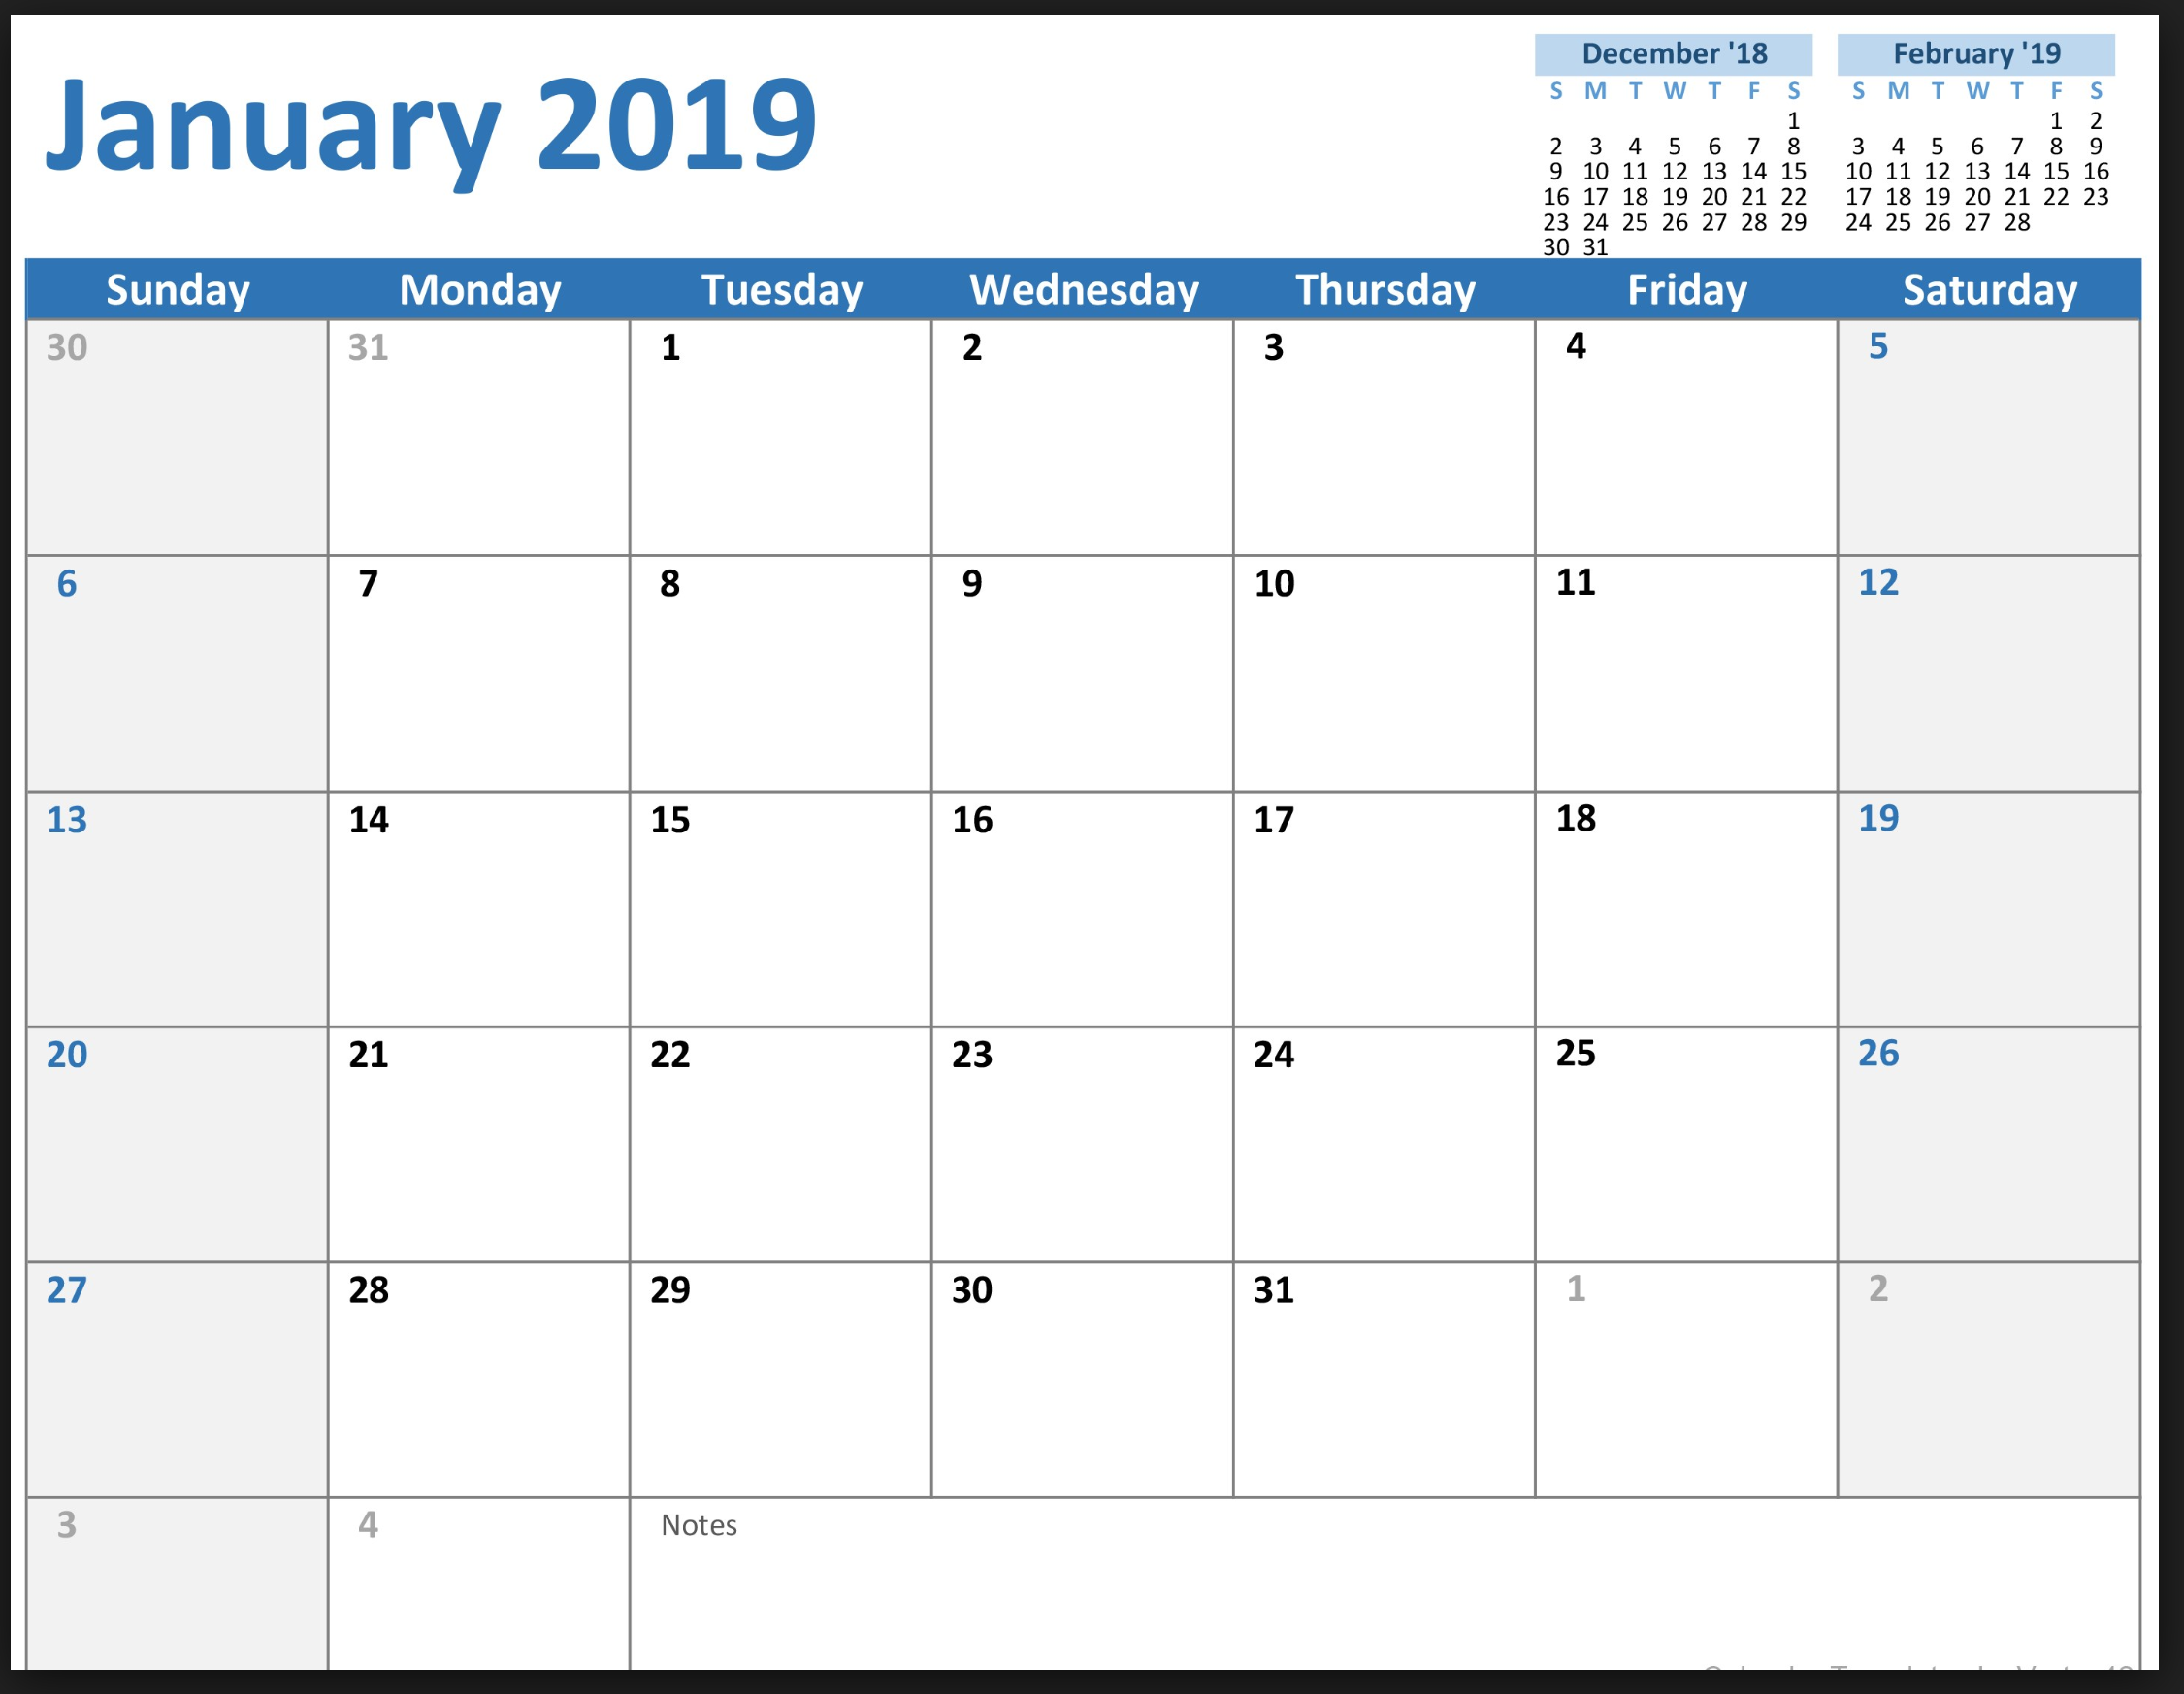 January 2019
December '18
S M T W T F S
1
2 3 4 5 6 7 8
9 10 11 12 13 14 15
16 17 18 19 20 21 22
23 24 25 26 27 28 29
30 31
February '19
S M T W T F S
1 2
3 4 5 6 7 8 9
10 11 12 13 14 15 16
17 18 19 20 21 22 23
24 25 26 27 28
Sunday Monday Tuesday Wednesday Thursday Friday Saturday
30 31 1 2 3 4 5
6 7 8 9 10 11 12
13 14 15 16 17 18 19
20 21 22 23 24 25 26
27 28 29 30 31 1 2
3 4 Notes